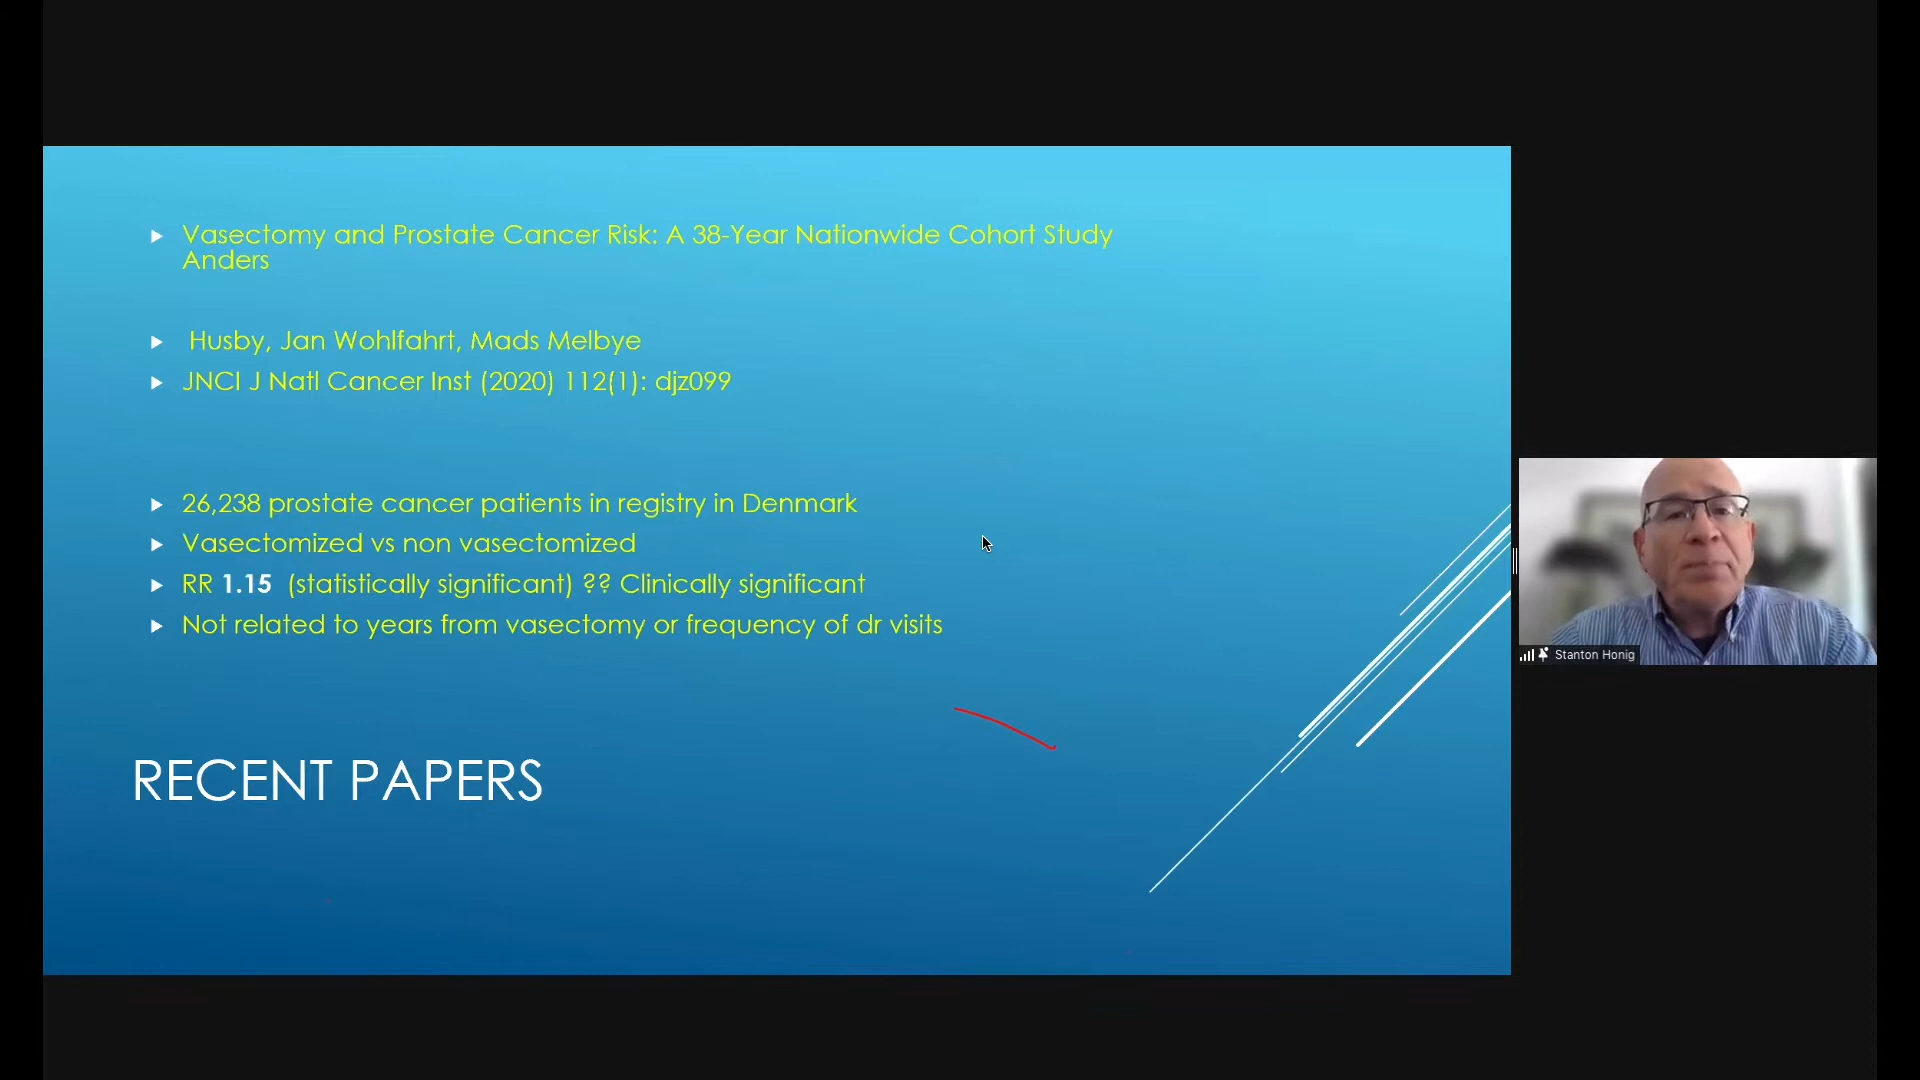 Vasectomy and Prostate Cancer Risk: A 38-Year Nationwide Cohort Study
Anders
Husby, Jan Wohlfahrt, Mads Melbye
JNCI J Natl Cancer Inst (2020) 112(1): djz099
26,238 prostate cancer patients in registry in Denmark
Vasectomized vs non vasectomized
RR 1.15 (statistically significant) ?? Clinically significant
Not related to years from vasectomy or frequency of dr visits
RECENT PAPERS
Stanton Honig